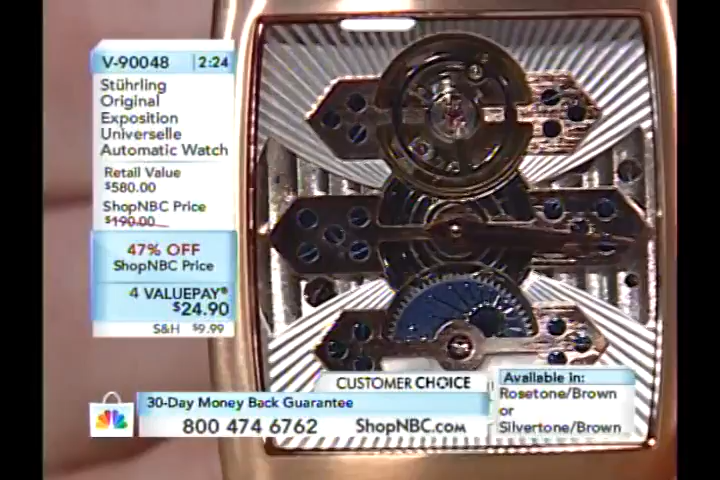 V-90048 2:24
Stührling
Original
Exposition
Universelle
Automatic Watch
Retail Value
$580.00
ShopNBC Price
$190.00
47% OFF
ShopNBC Price
4 VALUEPAY®
$24.90
S&H $9.99
CUSTOMER CHOICE
30-Day Money Back Guarantee
800 474 6762 ShopNBC.com
Available in:
Rosetone/Brown
or
Silvertone/Brown